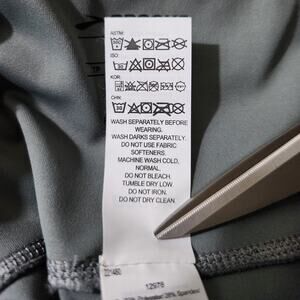 ASTM:
ISO:
KOR:
CHN:
WASH SEPARATELY BEFORE
WEARING.
WASH DARKS SEPARATELY.
DO NOT USE FABRIC
SOFTENERS.
MACHINE WASH COLD,
NORMAL.
DO NOT BLEACH.
TUMBLE DRY LOW.
DO NOT IRON.
DO NOT DRY CLEAN.
12978